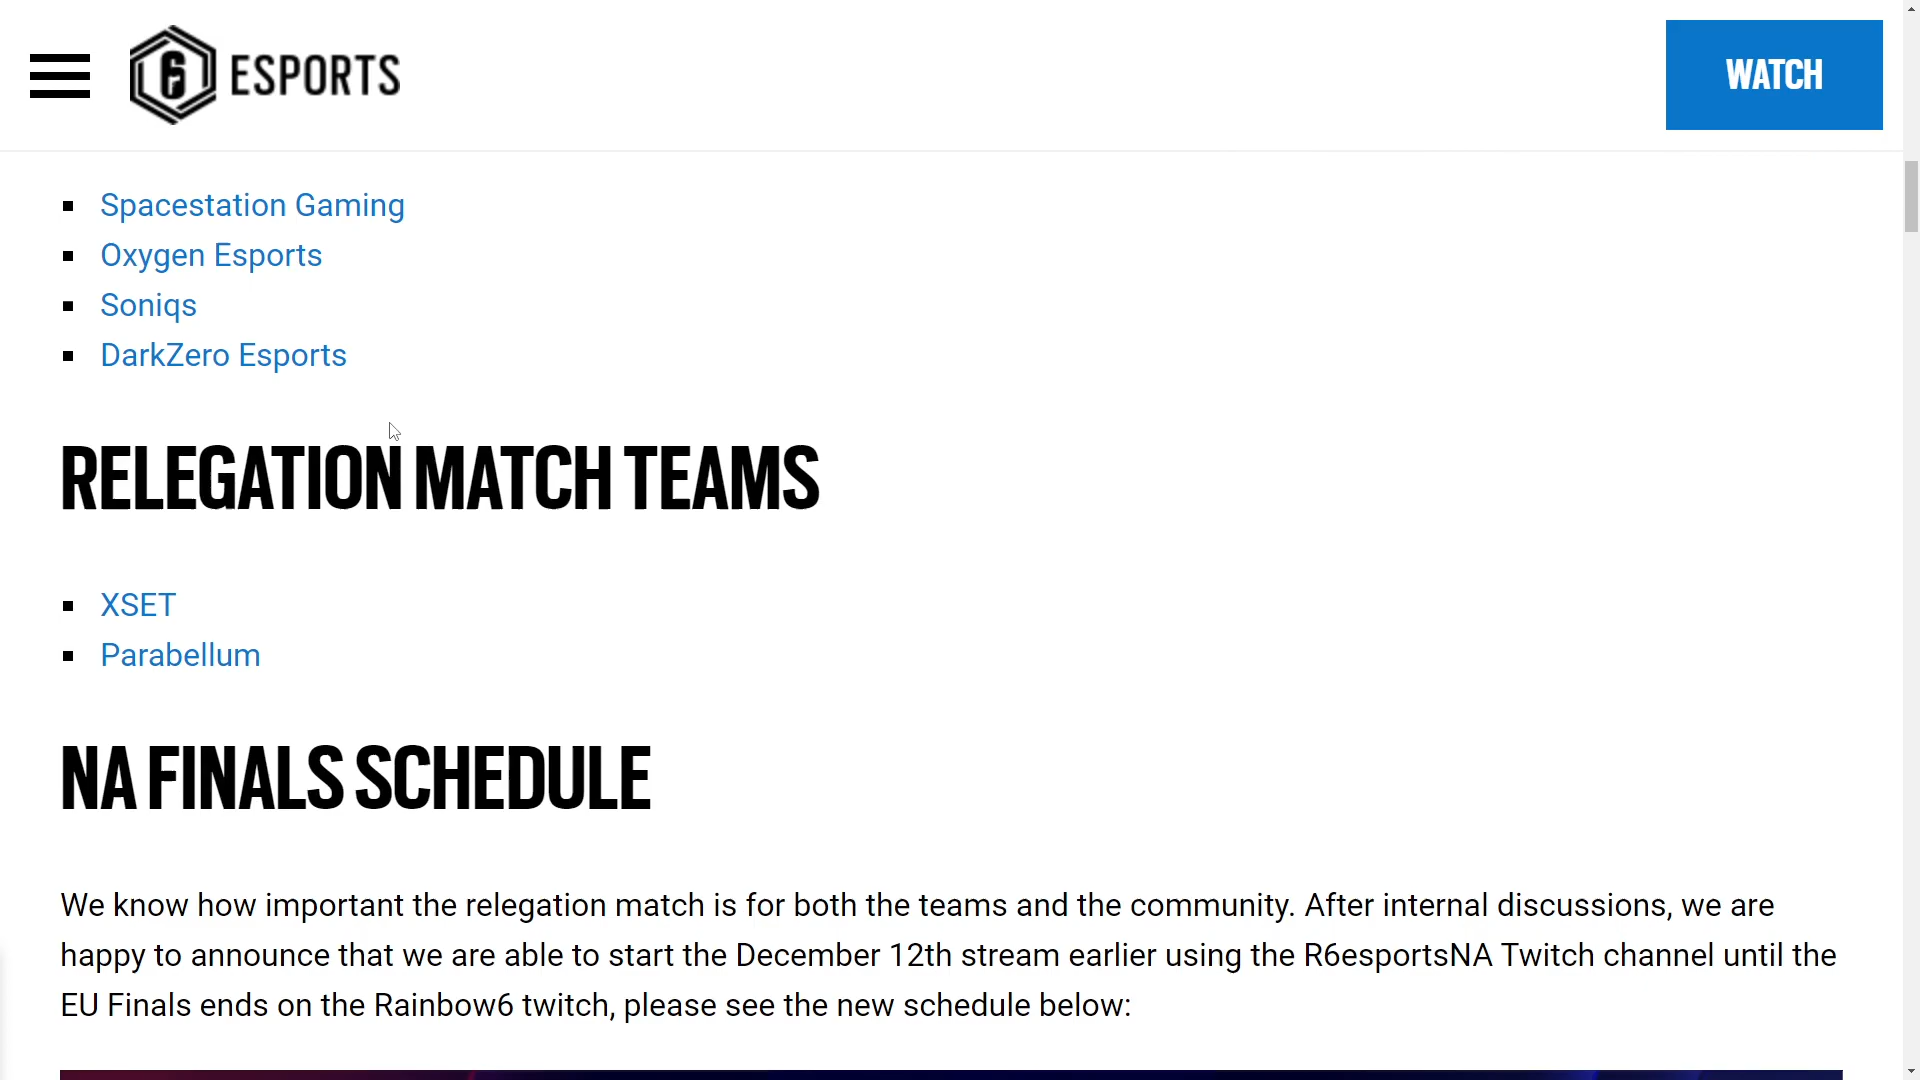 6 ESPORTS
WATCH
Spacestation Gaming
Oxygen Esports
Soniqs
DarkZero Esports
RELEGATION MATCH TEAMS
XSET
Parabellum
NA FINALS SCHEDULE
We know how important the relegation match is for both the teams and the community. After internal discussions, we are
happy to announce that we are able to start the December 12th stream earlier using the R6esportsNA Twitch channel until the
EU Finals ends on the Rainbow6 twitch, please see the new schedule below: